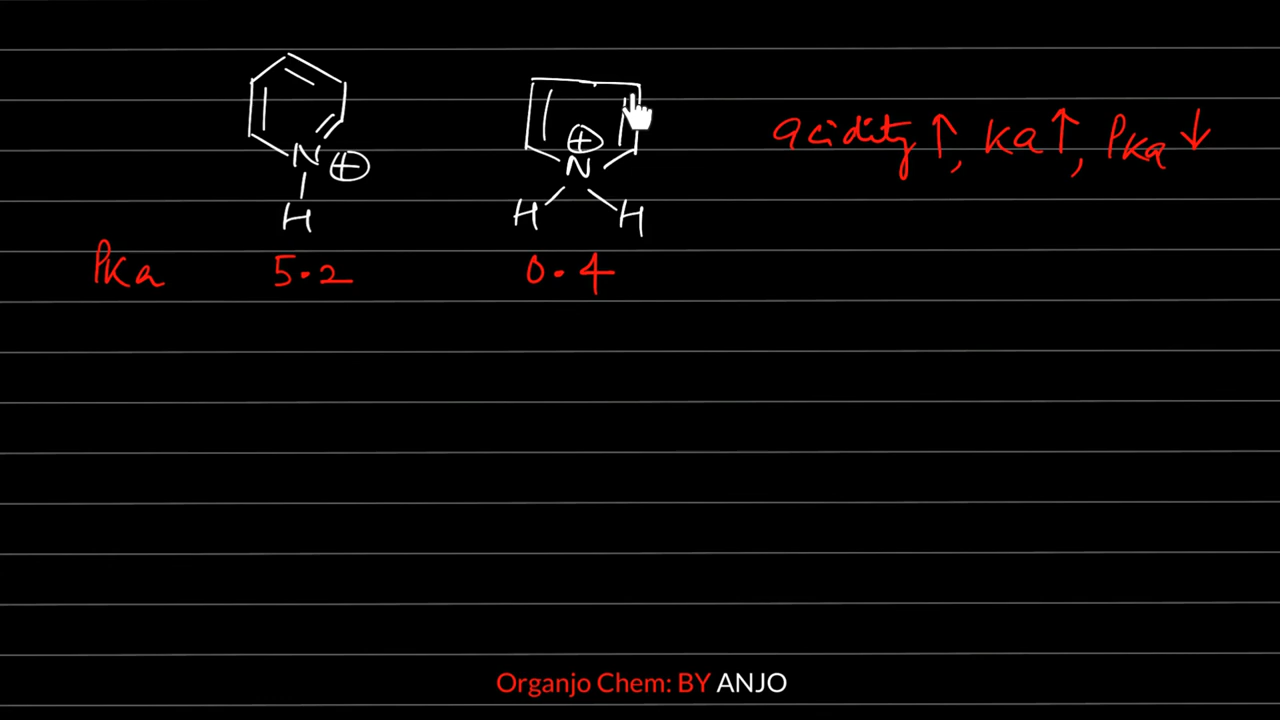 N ⊕ H
⊕ N H H
acidity ↑, Ka ↑, PKa ↓
PKa 5.2 0.4
Organjo Chem: BY ANJO